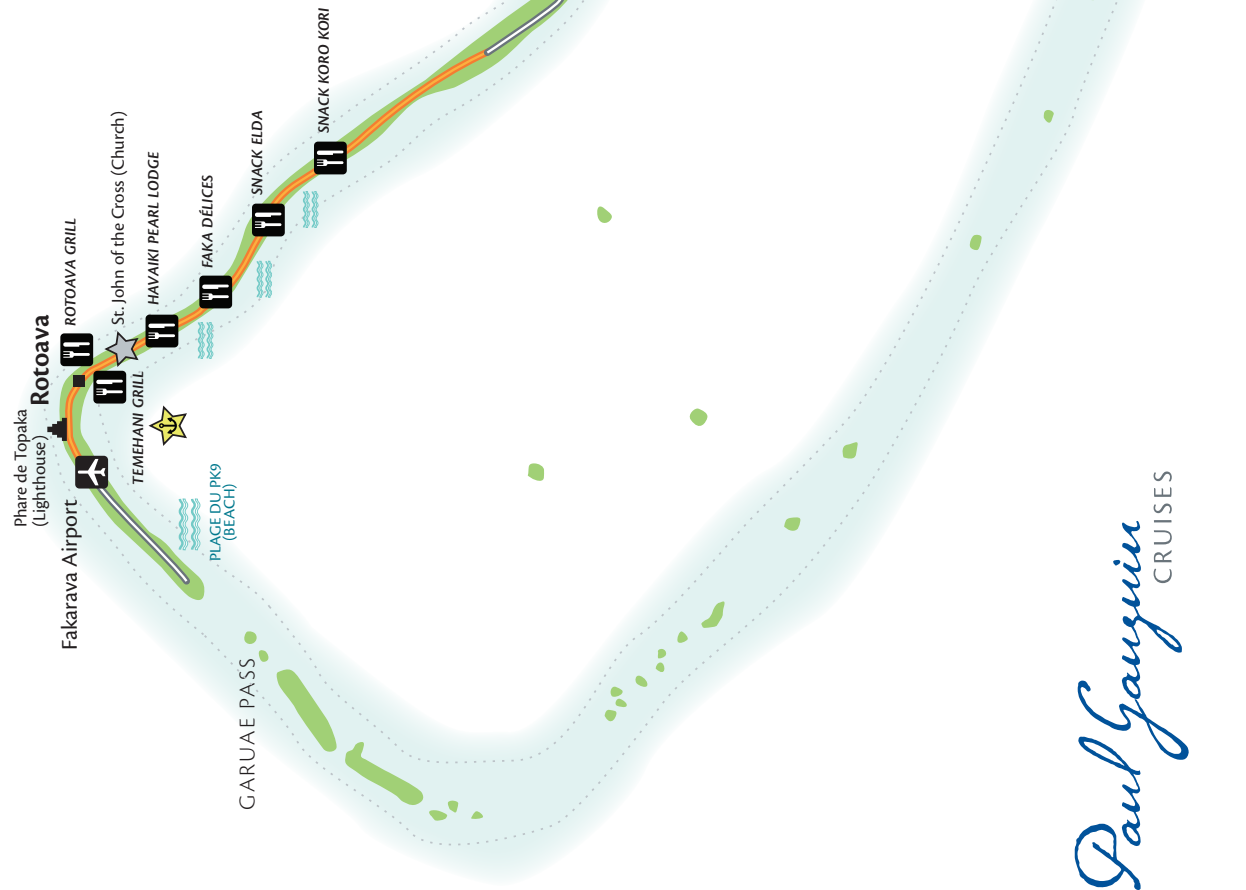 Phare de Topaka
(Lighthouse)
Rotoava
ROTOAVA GRILL
St. John of the Cross (Church)
HAVAIKI PEARL LODGE
FAKA DÉLICES
SNACK ELDA
SNACK KORO KORI
Fakarava Airport
TEMEHANI GRILL
PLAGE DU PK9
(BEACH)
GARUAE PASS
Paul Gauguin
CRUISES